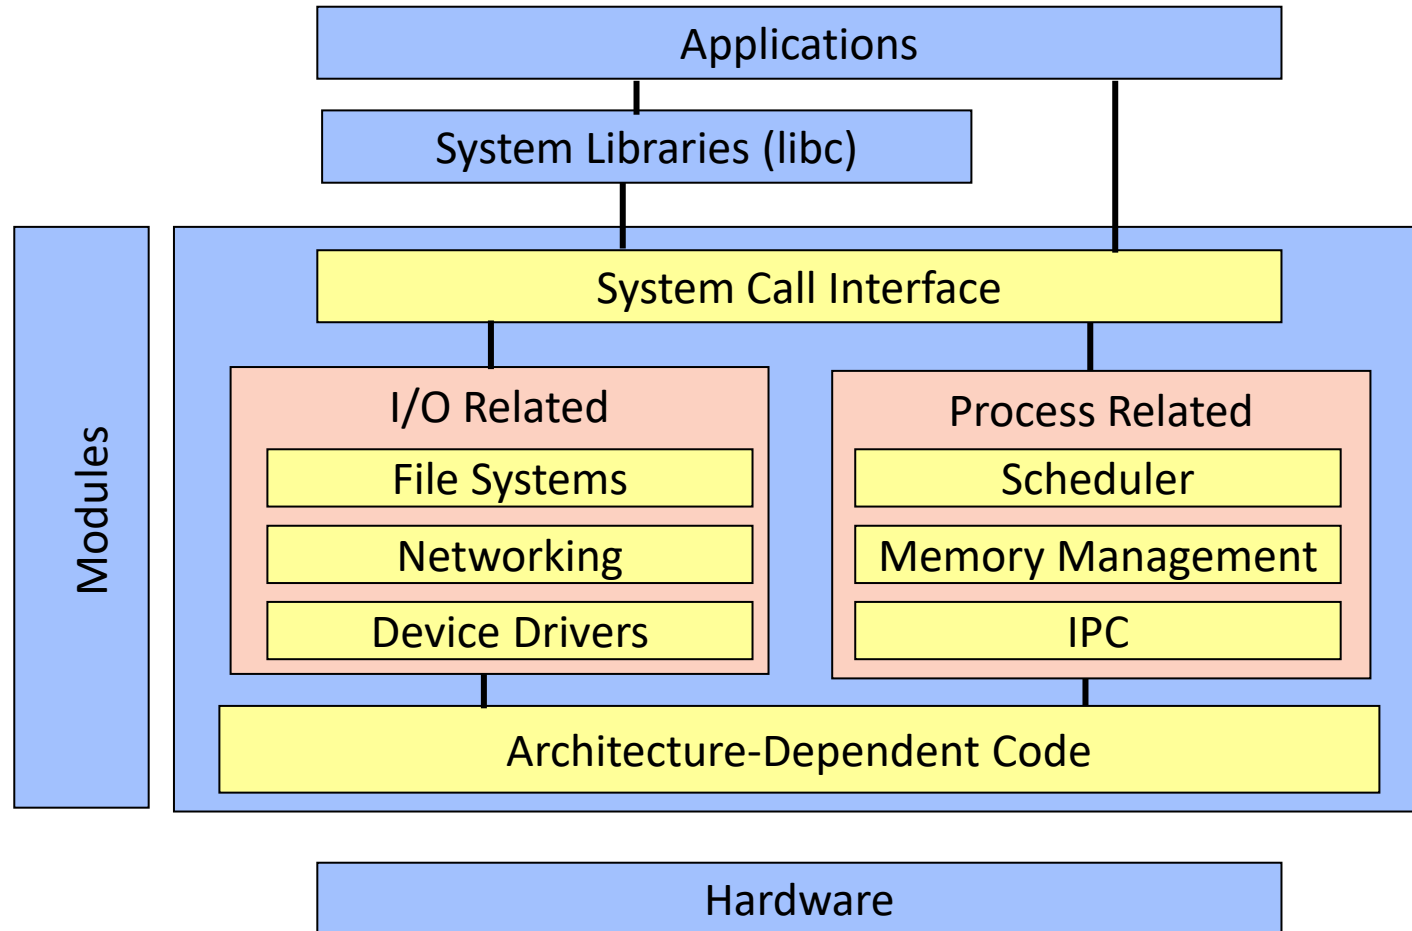 Applications
System Libraries (libc)
System Call Interface
Modules
I/O Related
File Systems
Networking
Device Drivers
Process Related
Scheduler
Memory Management
IPC
Architecture-Dependent Code
Hardware